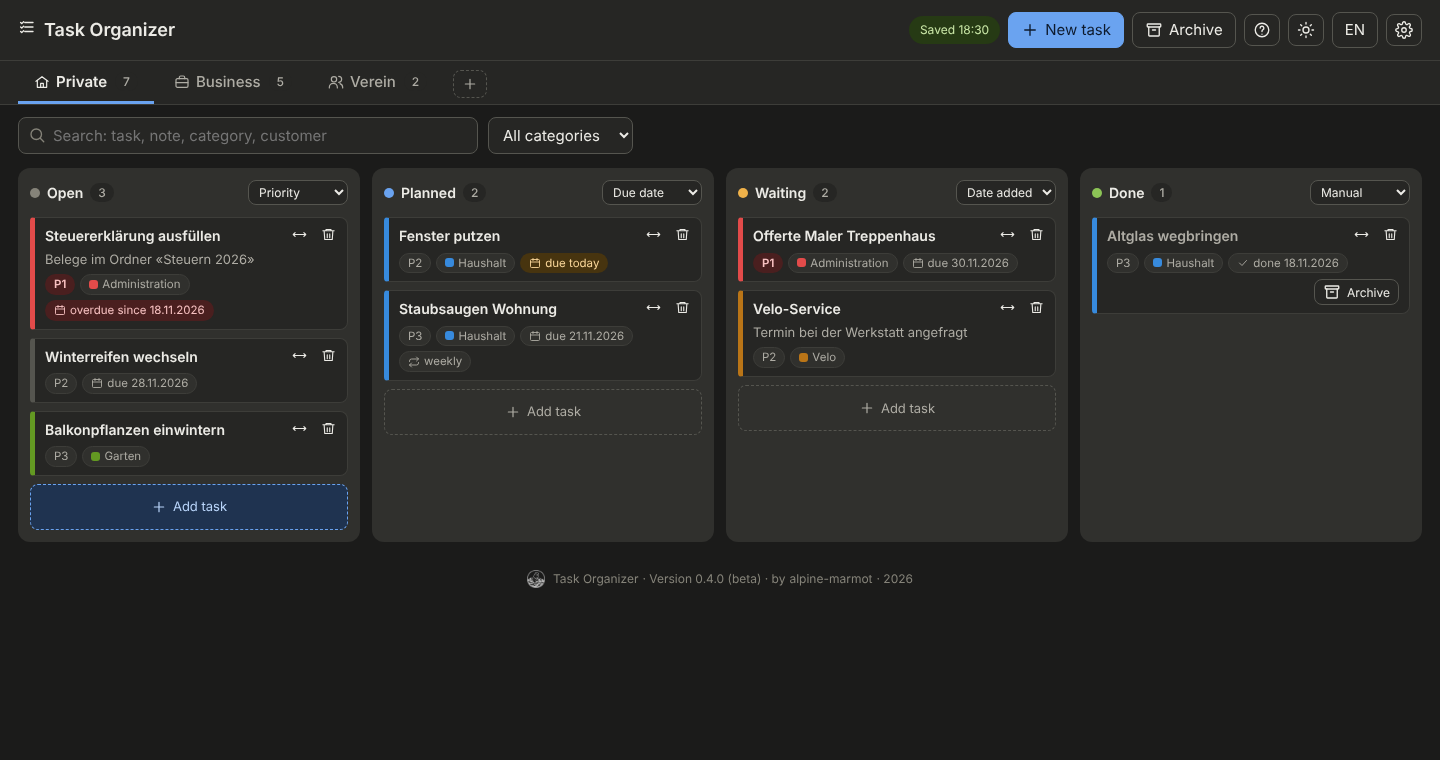 Task Organizer
Saved 18:30
New task
Archive
EN
Private 7
Business 5
Verein 2
Search: task, note, category, customer
All categories
Open 3
Priority
Steuererklärung ausfüllen
Belege im Ordner «Steuern 2026»
P1 Administration
overdue since 18.11.2026
Winterreifen wechseln
P2 due 28.11.2026
Balkonpflanzen einwintern
P3 Garten
+ Add task
Planned 2
Due date
Fenster putzen
P2 Haushalt due today
Staubsaugen Wohnung
P3 Haushalt due 21.11.2026
weekly
+ Add task
Waiting 2
Date added
Offerte Maler Treppenhaus
P1 Administration due 30.11.2026
Velo-Service
Termin bei der Werkstatt angefragt
P2 Velo
+ Add task
Done 1
Manual
Altglas wegbringen
P3 Haushalt done 18.11.2026
Archive
Task Organizer · Version 0.4.0 (beta) · by alpine-marmot · 2026